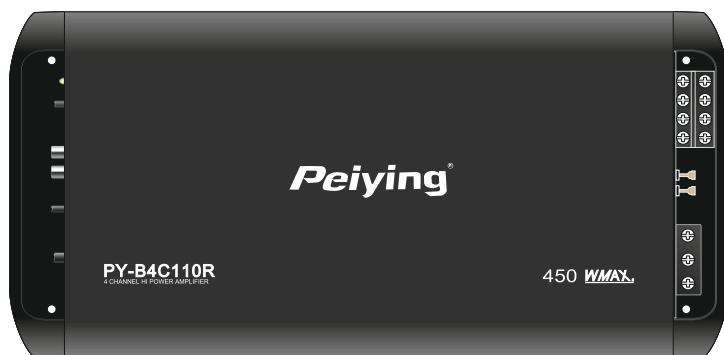 Peiying®
PY-B4C110R
4 CHANNEL HI POWER AMPLIFIER
450 WMAX.